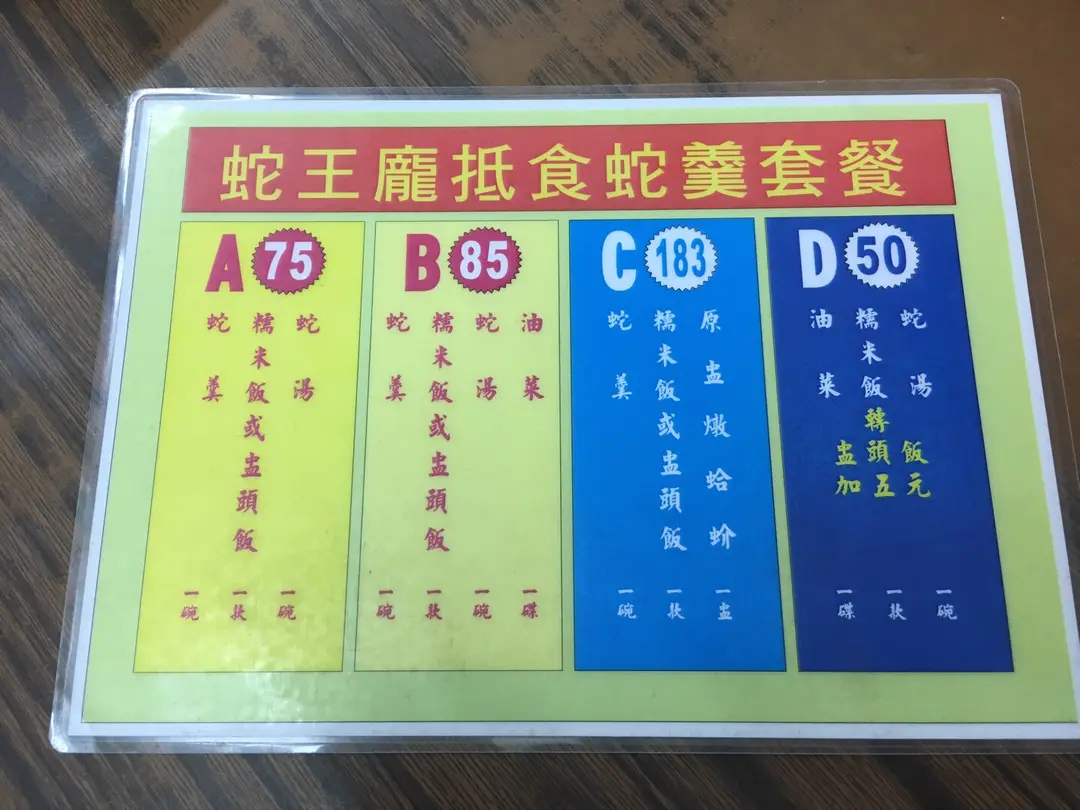 蛇王龐抵食蛇羹套餐
A 75
蛇羹 一碗
糯米飯或盅頭飯 一款
蛇湯 一碗
B 85
蛇羹 一碗
糯米飯或盅頭飯 一款
蛇湯 一碗
油菜 一碟
C 183
蛇羹 一碗
糯米飯或盅頭飯 一款
原盅燉蛤蚧 一盅
D 50
油菜 一碟
糯米飯 一款
蛇湯 一碗
轉
盅頭飯
加五元